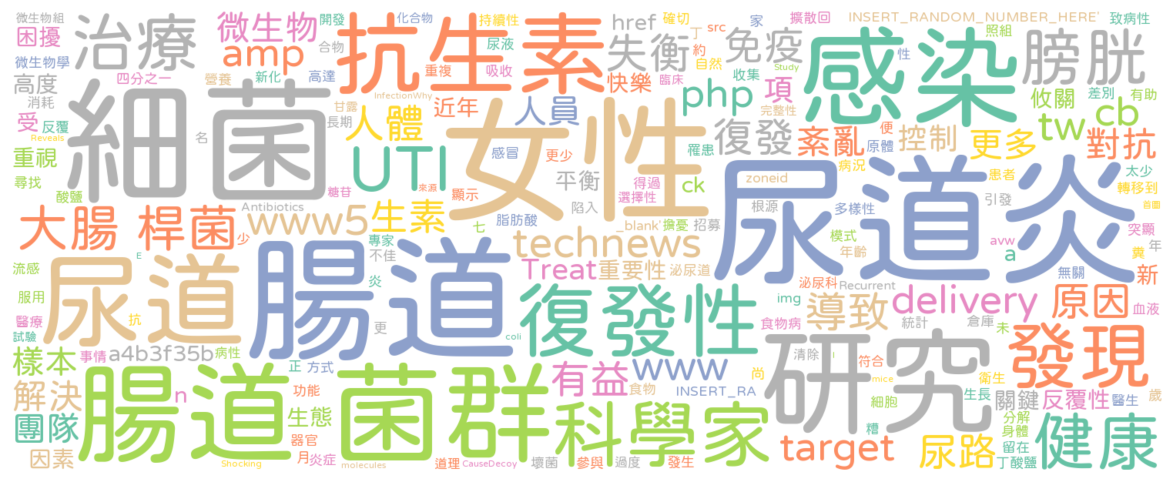 微生物組 開發 化合物 持續性 href 確切 丁 src 家 擴散回 INSERT_RANDOM_NUMBER_HERE' 致病性
困擾 治療 微生物 合物 抗生素 尿液 失衡 約 自然 免疫 性 照組 膀胱
微生物學 四分之一 amp 重複 高達 吸收 快樂 臨床 收集 Study 感染 差別 有助
高度 營養 新化 InfectionWhy php 項 攸關 cb
消耗 細菌 甘露 近年 人員 完整性 tw
受 反覆 Reveals 名 長期 人體 女性 復發 紊亂 便 控制 更多 對抗
重視 UTI 感冒 更少 罹患 原體 太少
尋找 酸鹽 糖苷 來源 顯示 平衡 得過 ck zoneid 病況 患者 轉移到
Antibiotics 選擇性 根源 尿道炎 引發 首圖
大腸 桿菌 少 www5 生素 七 脂肪酸 陷入 _blank' 擔憂 招募 多樣性 突顯
專家 technews 模式 avw 年
流感 尿道 E 腸道 不佳 Treat 重要性 泌尿道 年齡 a 無關 糞 新
服用 炎 復發性 img 泌尿科 Recurrent delivery 原因 血液
醫療 抗 更 食物病 導致 統計 倉庫 未
試驗 樣本 事情 a4b3f35b 病性 正 方式 coli www 清除 i 符合 發現
解決 n 腸道 菌群 功能 有益 食物 INSERT_RA 尚 研究 mice 衛生
團隊 生態 科學家 細胞 生長 關鍵 反覆性 醫生 歲
因素 器官 糟 target 尿路 分解 身體 健康
Shocking 月 炎症 molecules 道理 CauseDecoy 壞菌 參與 過度 發生 留在 丁酸鹽